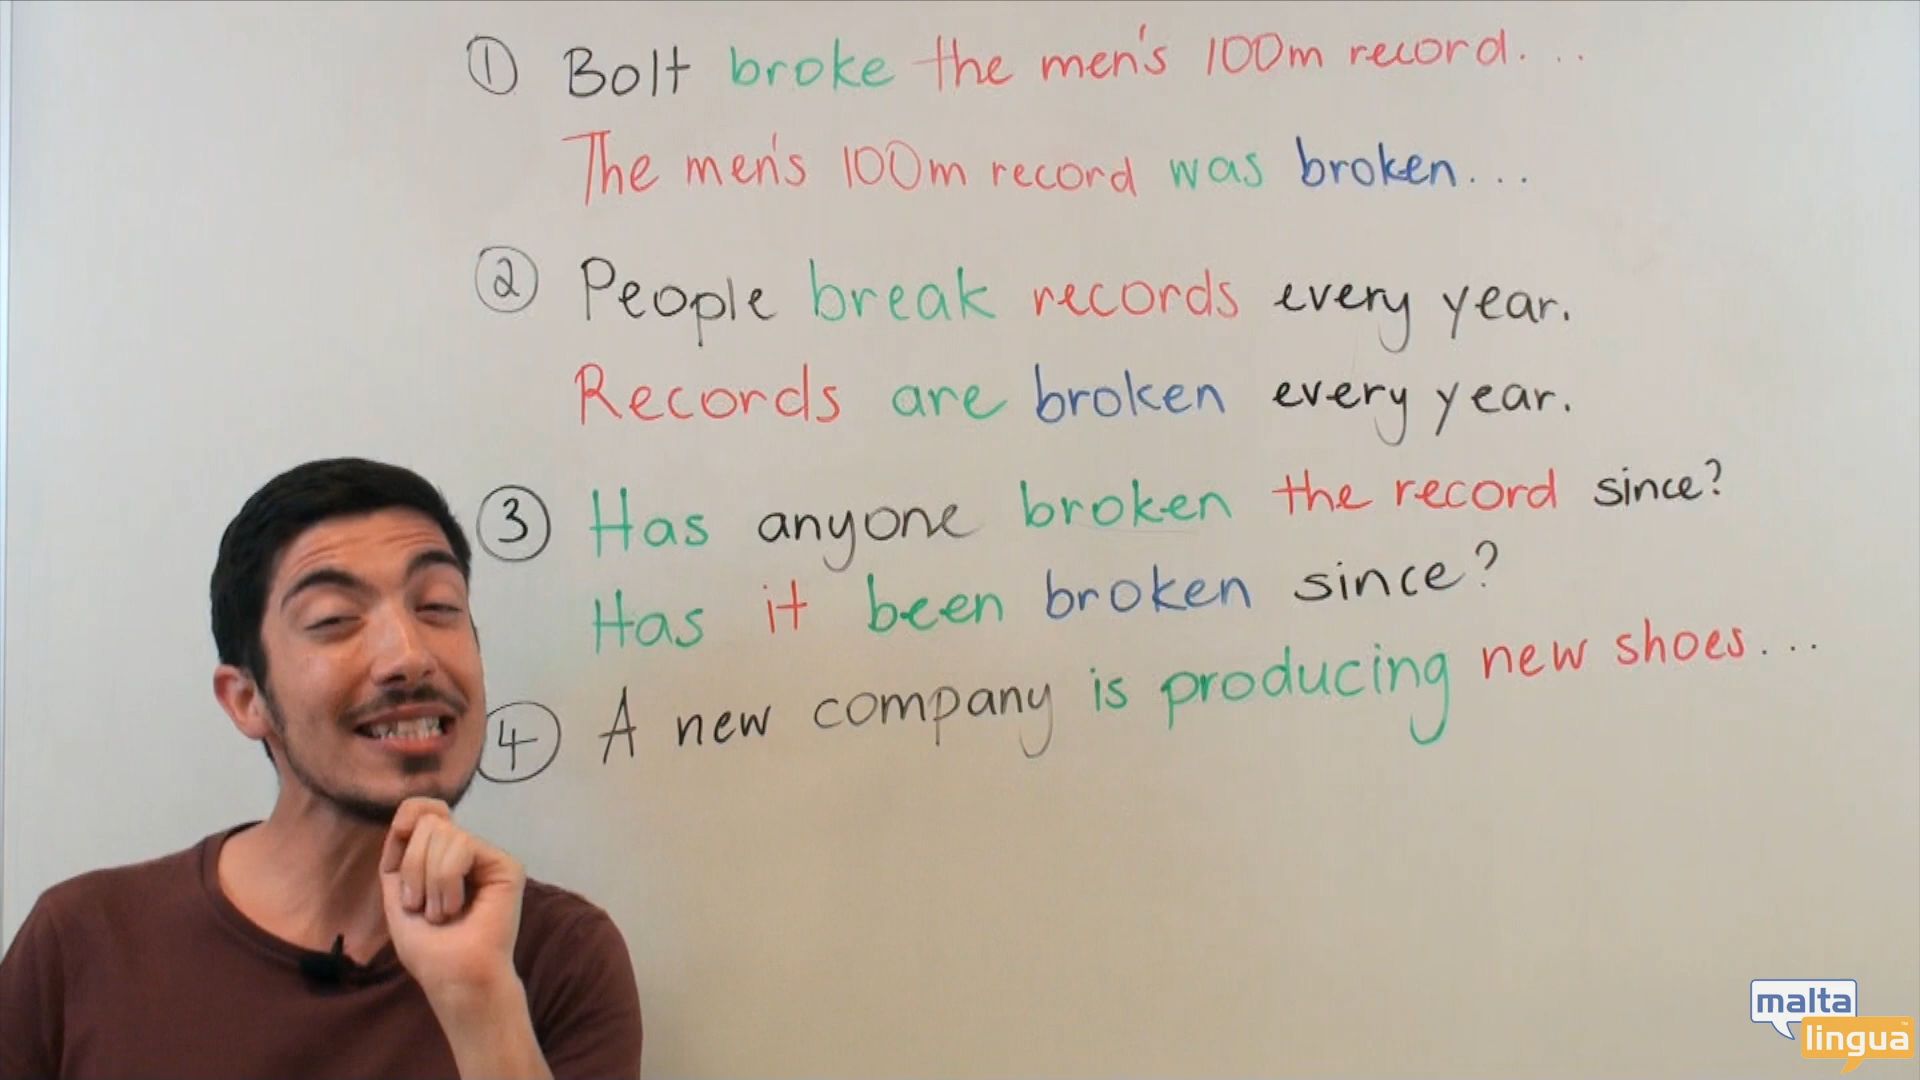 ① Bolt broke the men's 100m record...
The men's 100m record was broken...
② People break records every year.
Records are broken every year.
③ Has anyone broken the record since?
Has it been broken since?
④ A new company is producing new shoes...
malta
lingua